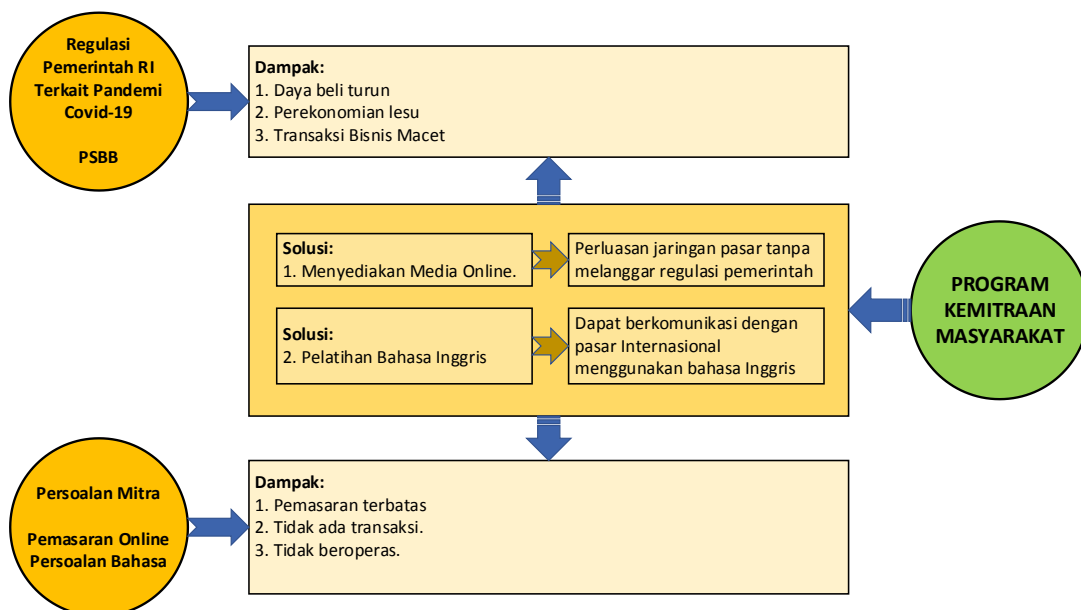 Regulasi
Pemerintah RI
Terkait Pandemi
Covid-19
PSBB
Dampak:
1. Daya beli turun
2. Perekonomian lesu
3. Transaksi Bisnis Macet
Solusi:
1. Menyediakan Media Online.
Perluasan jaringan pasar tanpa
melanggar regulasi pemerintah
Solusi:
2. Pelatihan Bahasa Inggris
Dapat berkomunikasi dengan
pasar Internasional
menggunakan bahasa Inggris
PROGRAM
KEMITRAAN
MASYARAKAT
Persoalan Mitra
Pemasaran Online
Persoalan Bahasa
Dampak:
1. Pemasaran terbatas
2. Tidak ada transaksi.
3. Tidak beroperas.